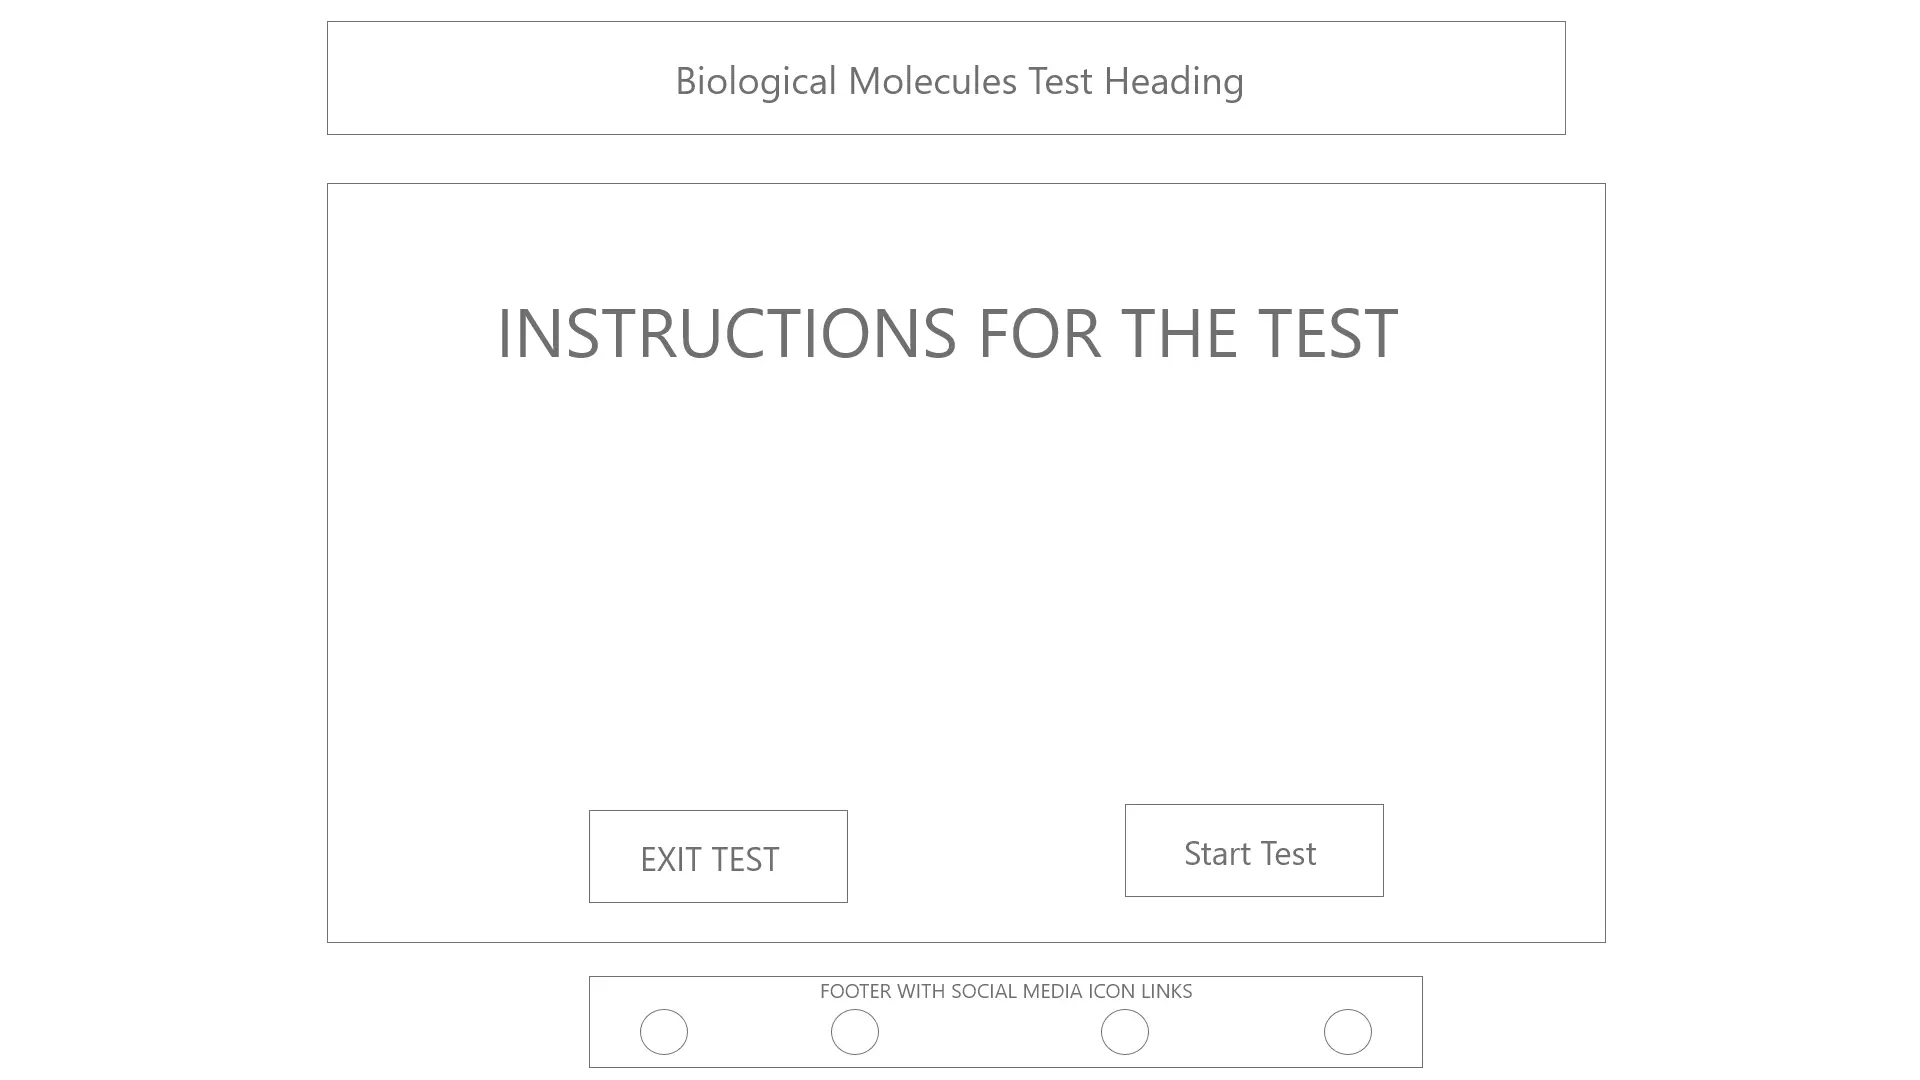 Biological Molecules Test Heading
INSTRUCTIONS FOR THE TEST
EXIT TEST
Start Test
FOOTER WITH SOCIAL MEDIA ICON LINKS